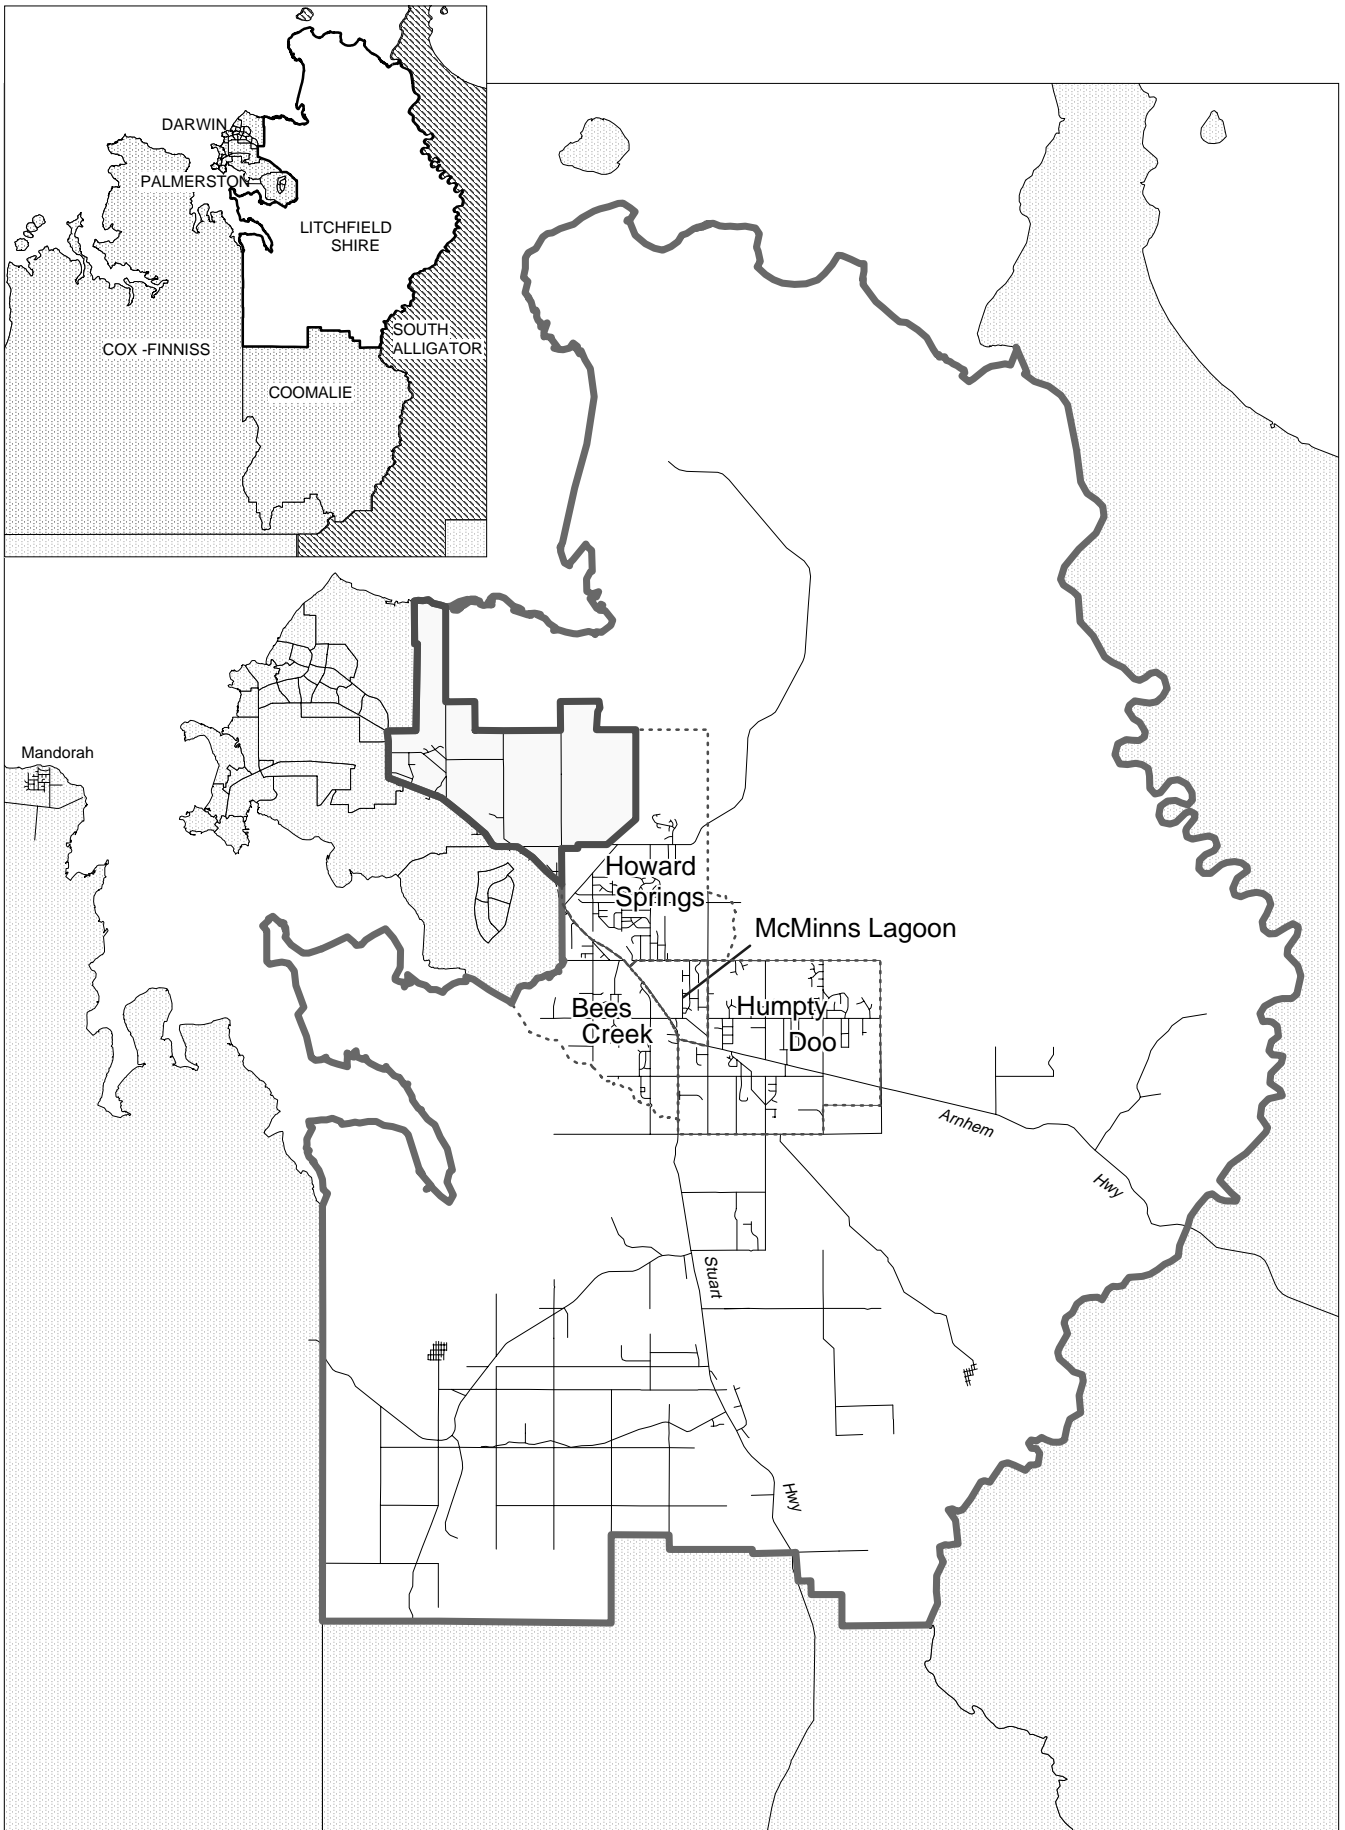 DARWIN
PALMERSTON
LITCHFIELD
SHIRE
SOUTH
ALLIGATOR
COX -FINNISS
COOMALIE
Mandorah
Howard
Springs
McMinns Lagoon
Bees
Creek
Humpty
Doo
Arnhem
Hwy
Stuart
Hwy